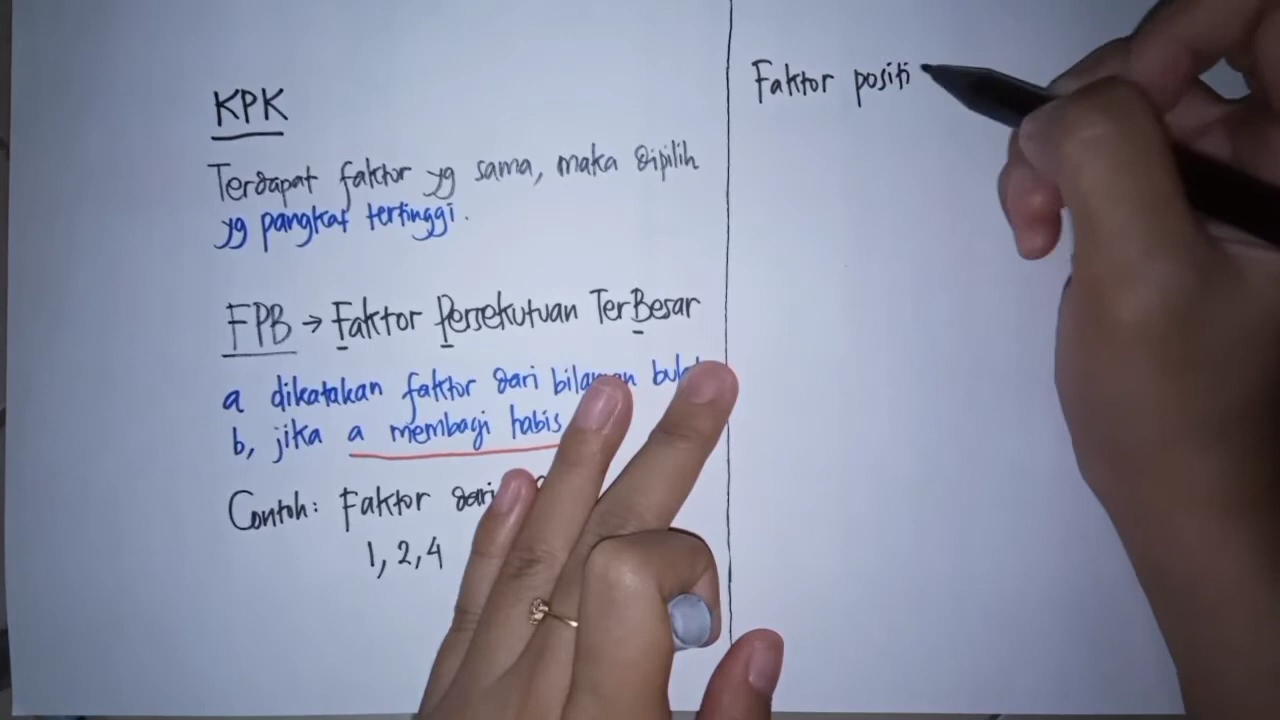 KPK
Terdapat faktor yg sama, maka dipilih
yg pangkat tertinggi.
FPB → Faktor Persekutuan TerBesar
a dikatakan faktor dari bilangan
b, jika a membagi habis
Contoh: Faktor dari
1, 2, 4
Faktor positi